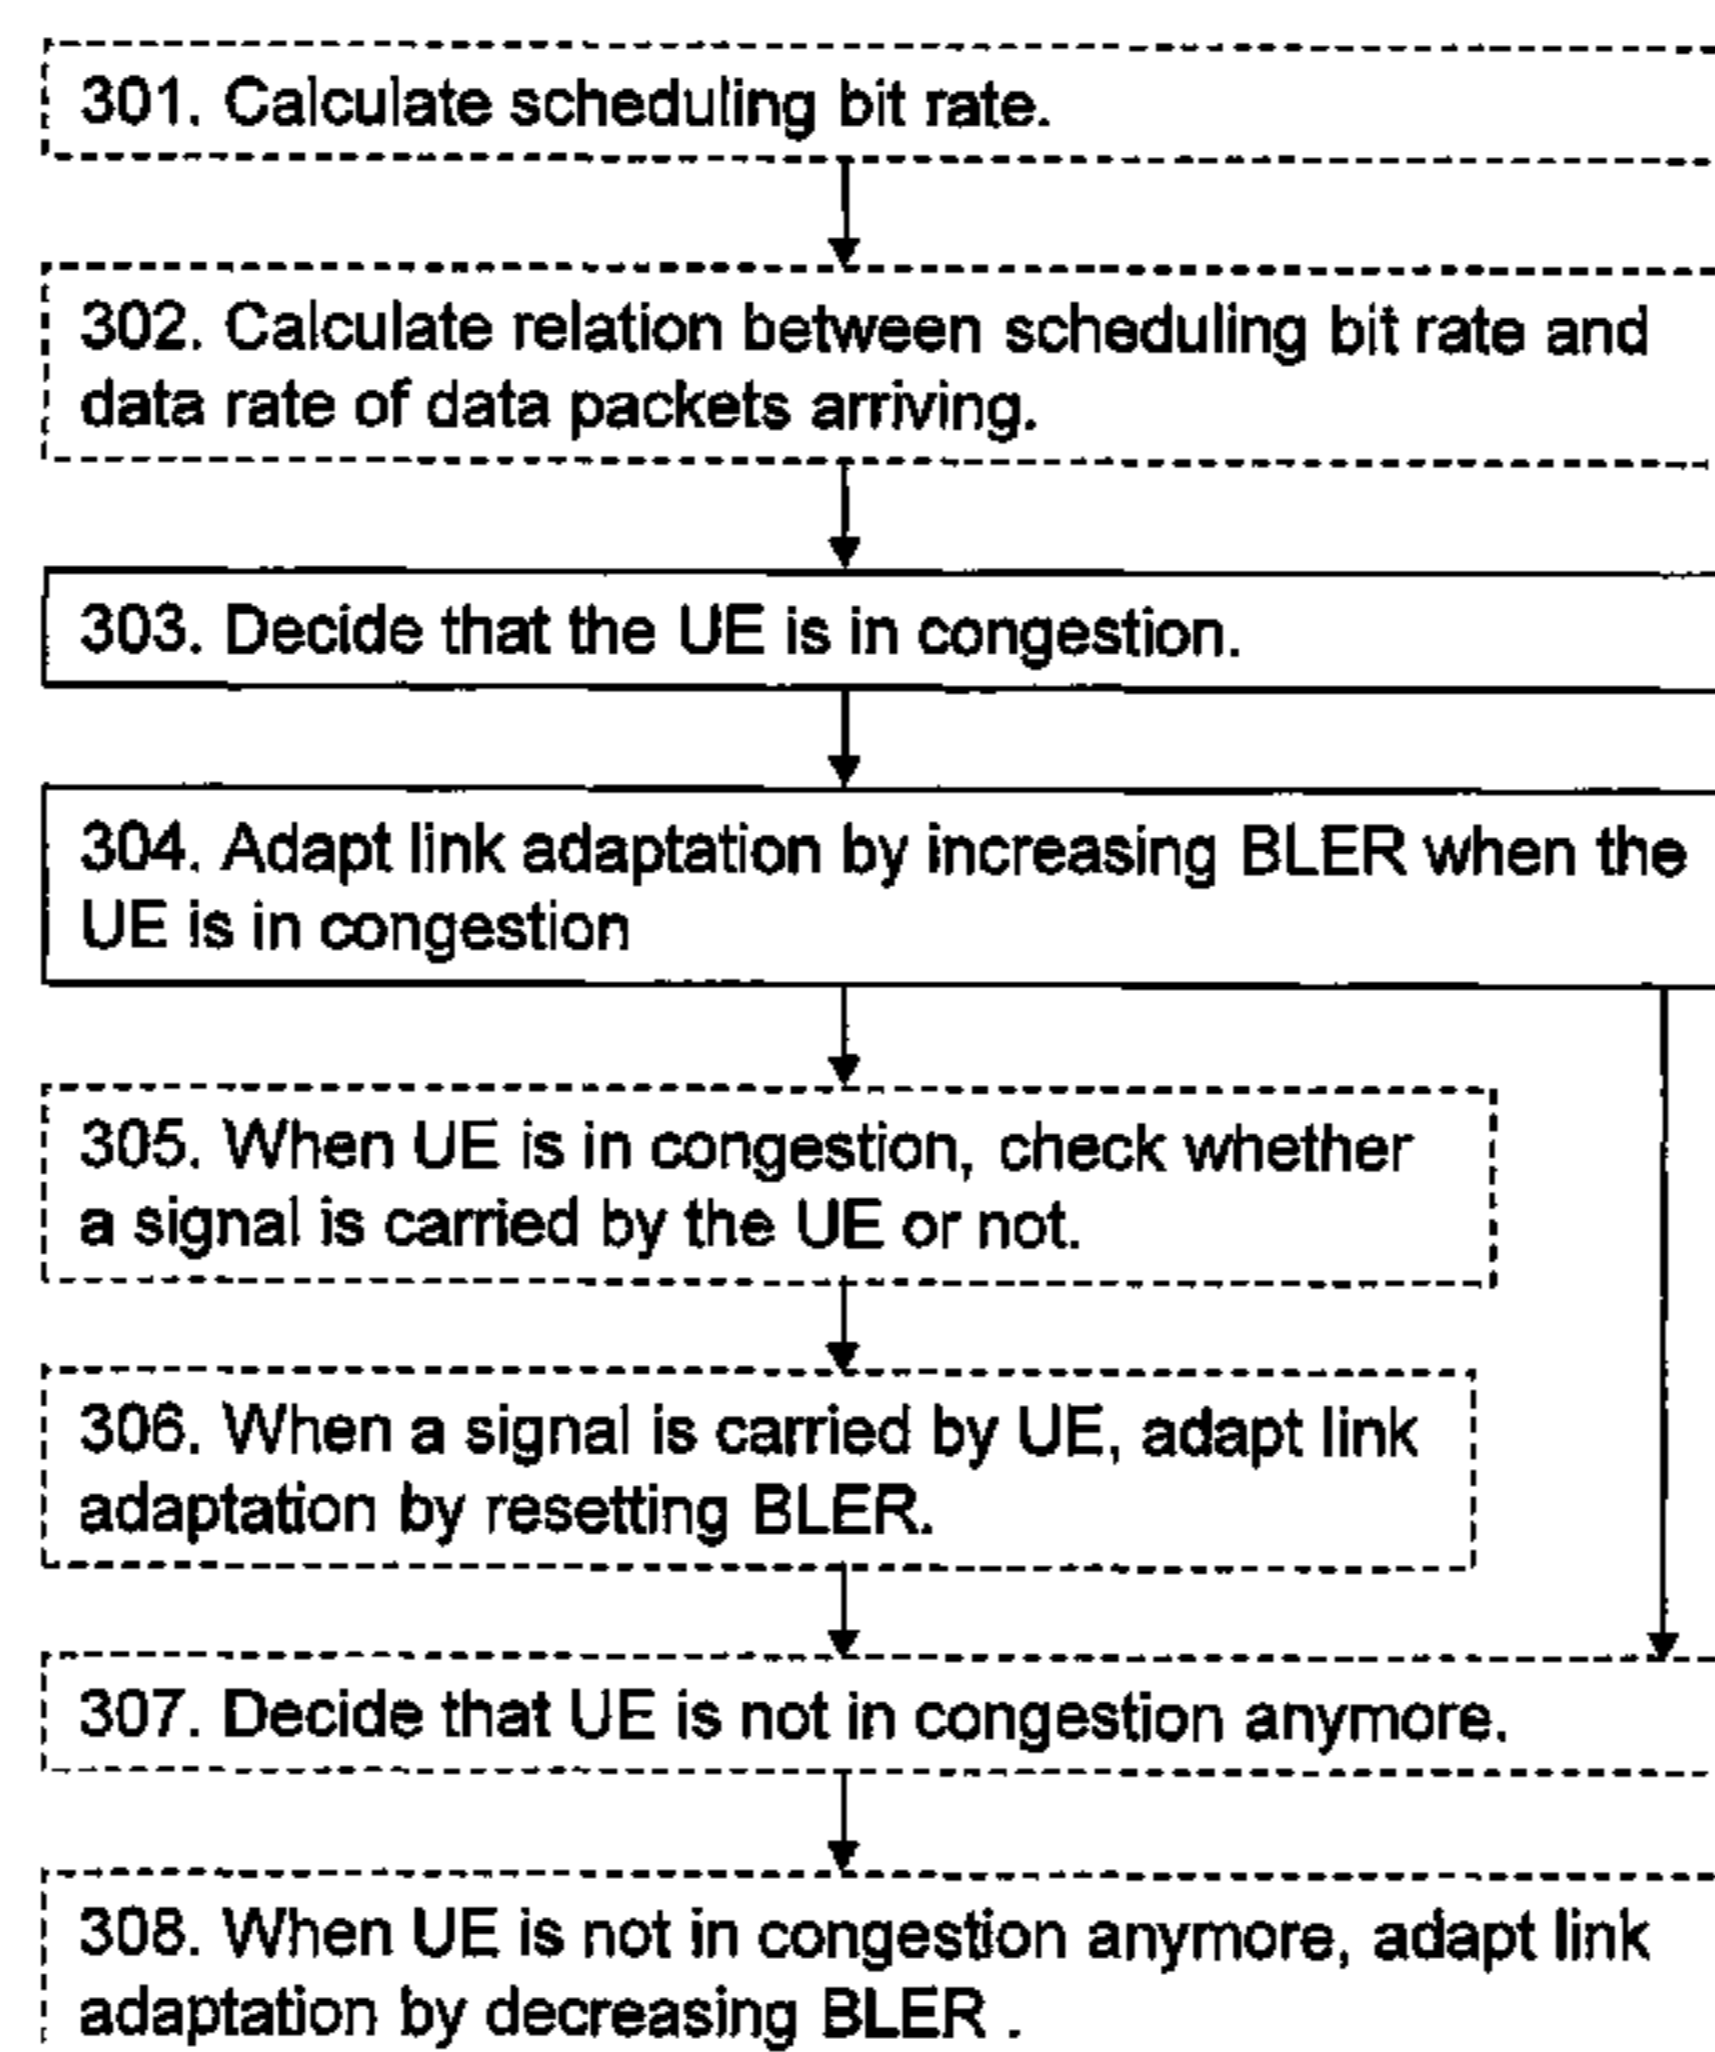 301. Calculate scheduling bit rate.
302. Calculate relation between scheduling bit rate and
data rate of data packets arriving.
303. Decide that the UE is in congestion.
304. Adapt link adaptation by increasing BLER when the
UE is in congestion
305. When UE is in congestion, check whether
a signal is carried by the UE or not.
306. When a signal is carried by UE, adapt link
adaptation by resetting BLER.
307. Decide that UE is not in congestion anymore.
308. When UE is not in congestion anymore, adapt link
adaptation by decreasing BLER .